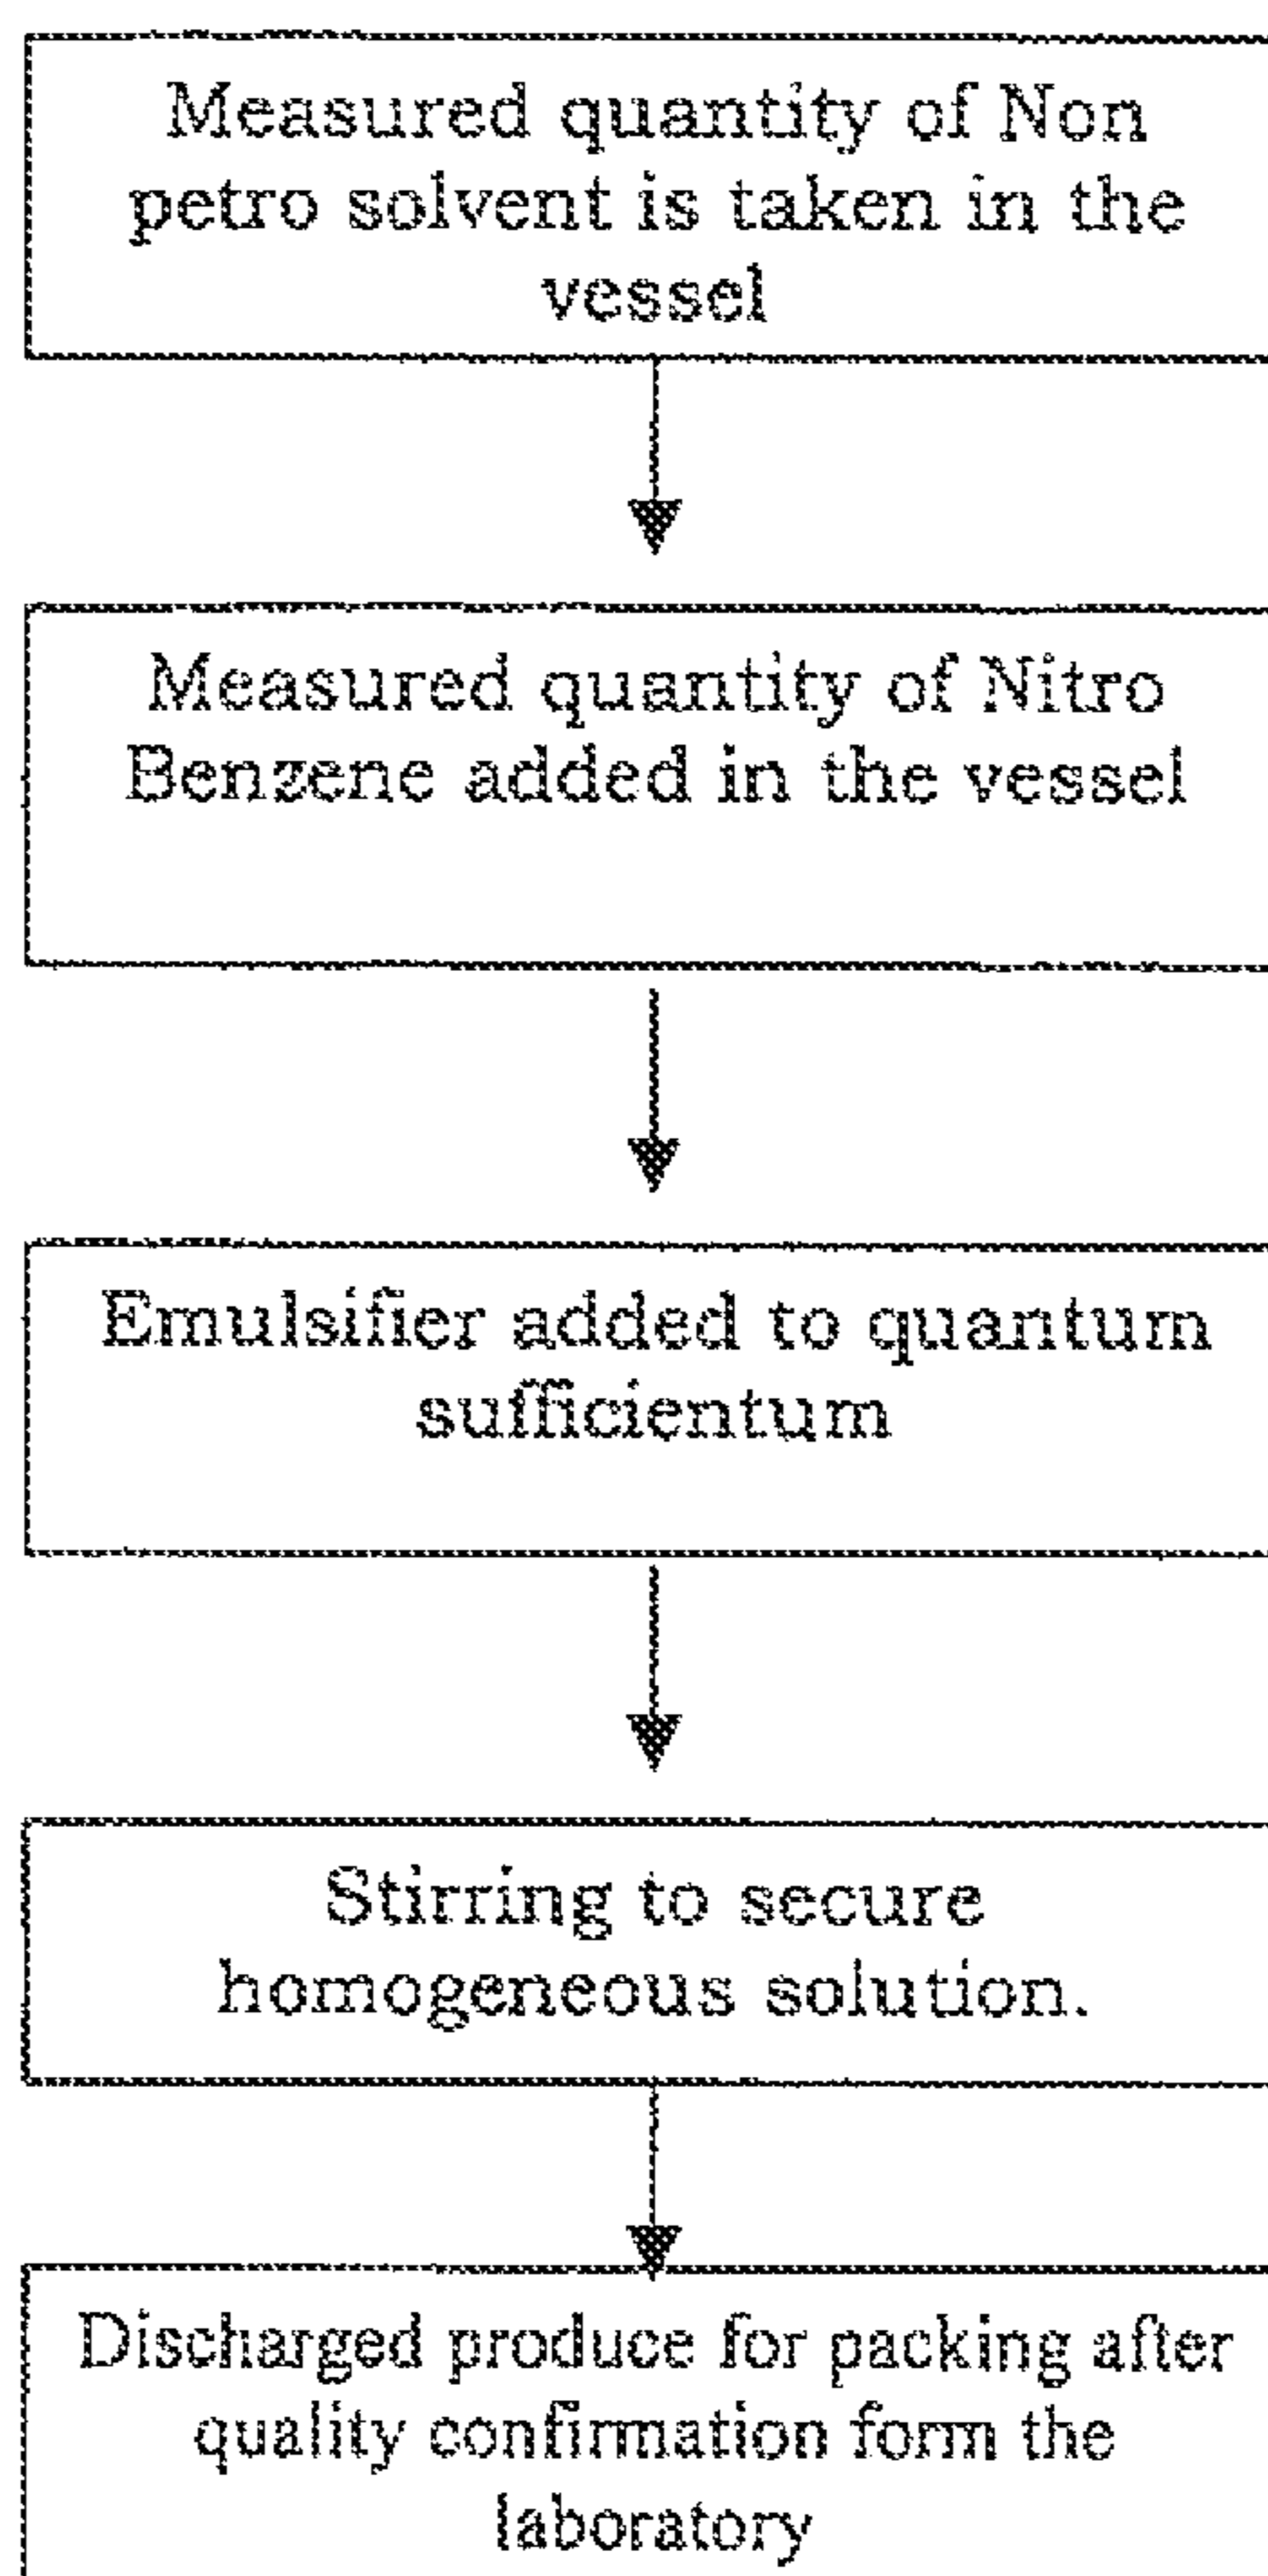 Measured quantity of Non
petro solvent is taken in the
vessel
Measured quantity of Nitro
Benzene added in the vessel
Emulsifier added to quantum
sufficientum
Stirring to secure
homogeneous solution.
Discharged produce for packing after
quality confirmation form the
laboratory